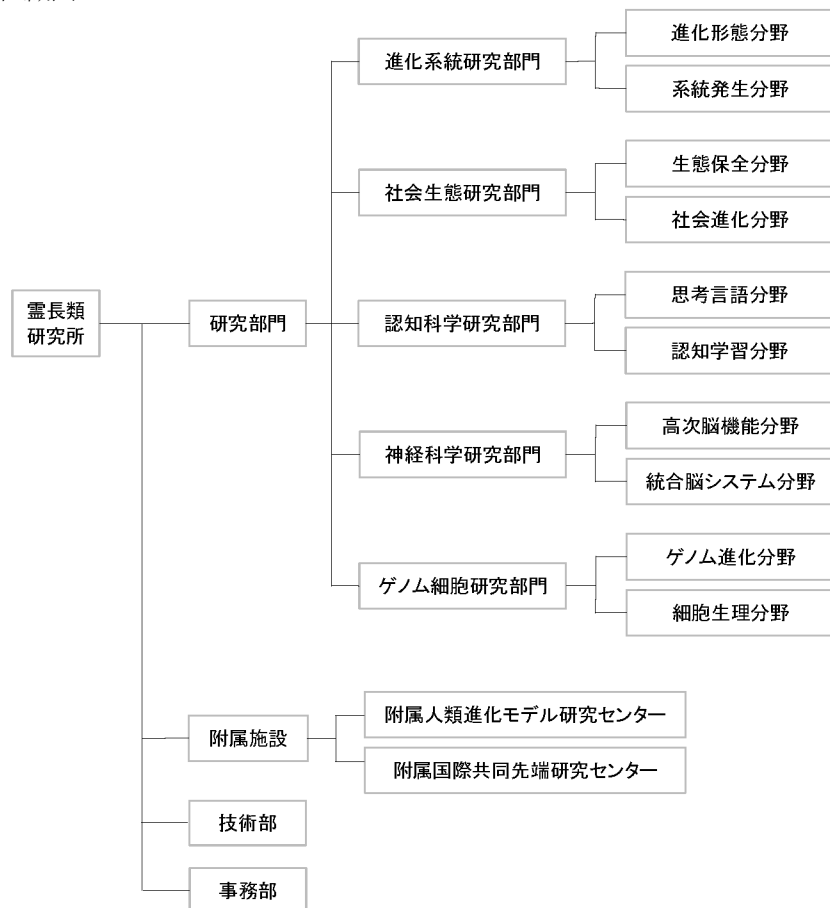 霊長類
研究所
研究部門
進化系統研究部門
進化形態分野
系統発生分野
社会生態研究部門
生態保全分野
社会進化分野
認知科学研究部門
思考言語分野
認知学習分野
神経科学研究部門
高次脳機能分野
統合脳システム分野
ゲノム細胞研究部門
ゲノム進化分野
細胞生理分野
附属施設
附属人類進化モデル研究センター
附属国際共同先端研究センター
技術部
事務部